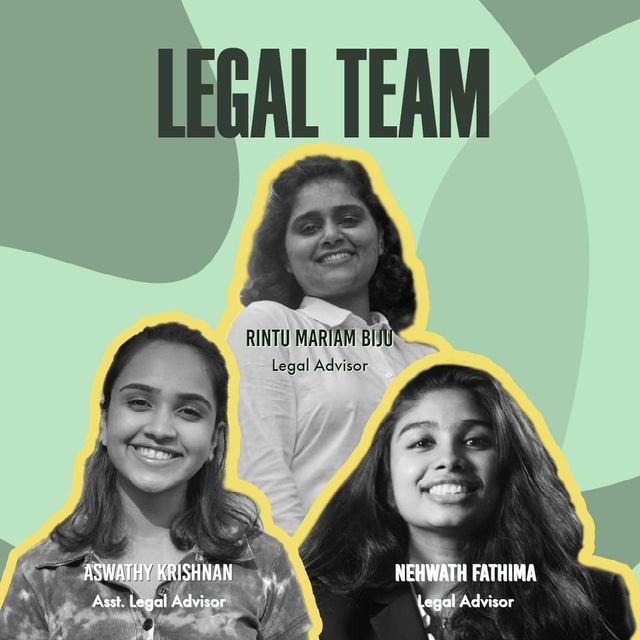 LEGAL TEAM
RINTU MARIAM BIJU
Legal Advisor
ASWATHY KRISHNAN
Asst. Legal Advisor
NEHWATH FATHIMA
Legal Advisor